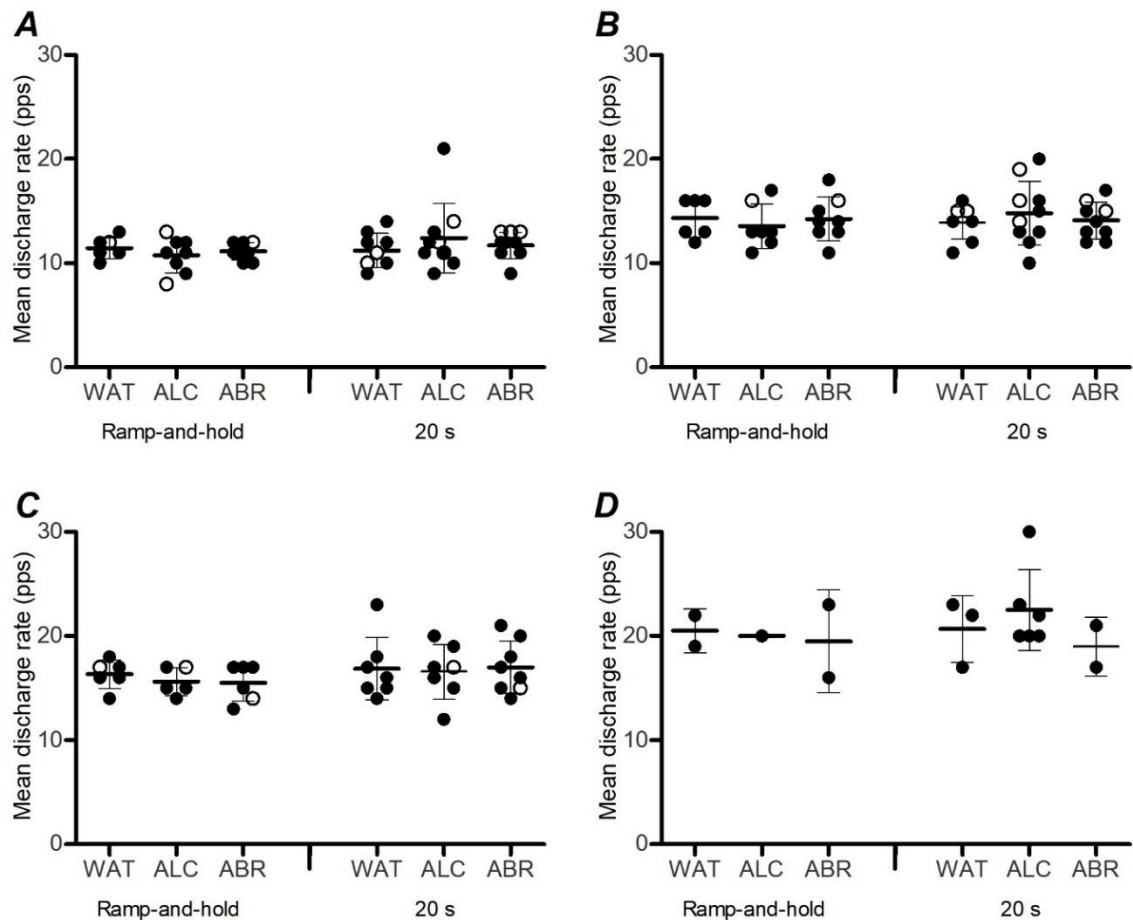 A
Mean discharge rate (pps)
30
20
10
0
WAT ALC ABR WAT ALC ABR
Ramp-and-hold 20 s
B
Mean discharge rate (pps)
30
20
10
0
WAT ALC ABR WAT ALC ABR
Ramp-and-hold 20 s
C
Mean discharge rate (pps)
30
20
10
0
WAT ALC ABR WAT ALC ABR
Ramp-and-hold 20 s
D
Mean discharge rate (pps)
30
20
10
0
WAT ALC ABR WAT ALC ABR
Ramp-and-hold 20 s